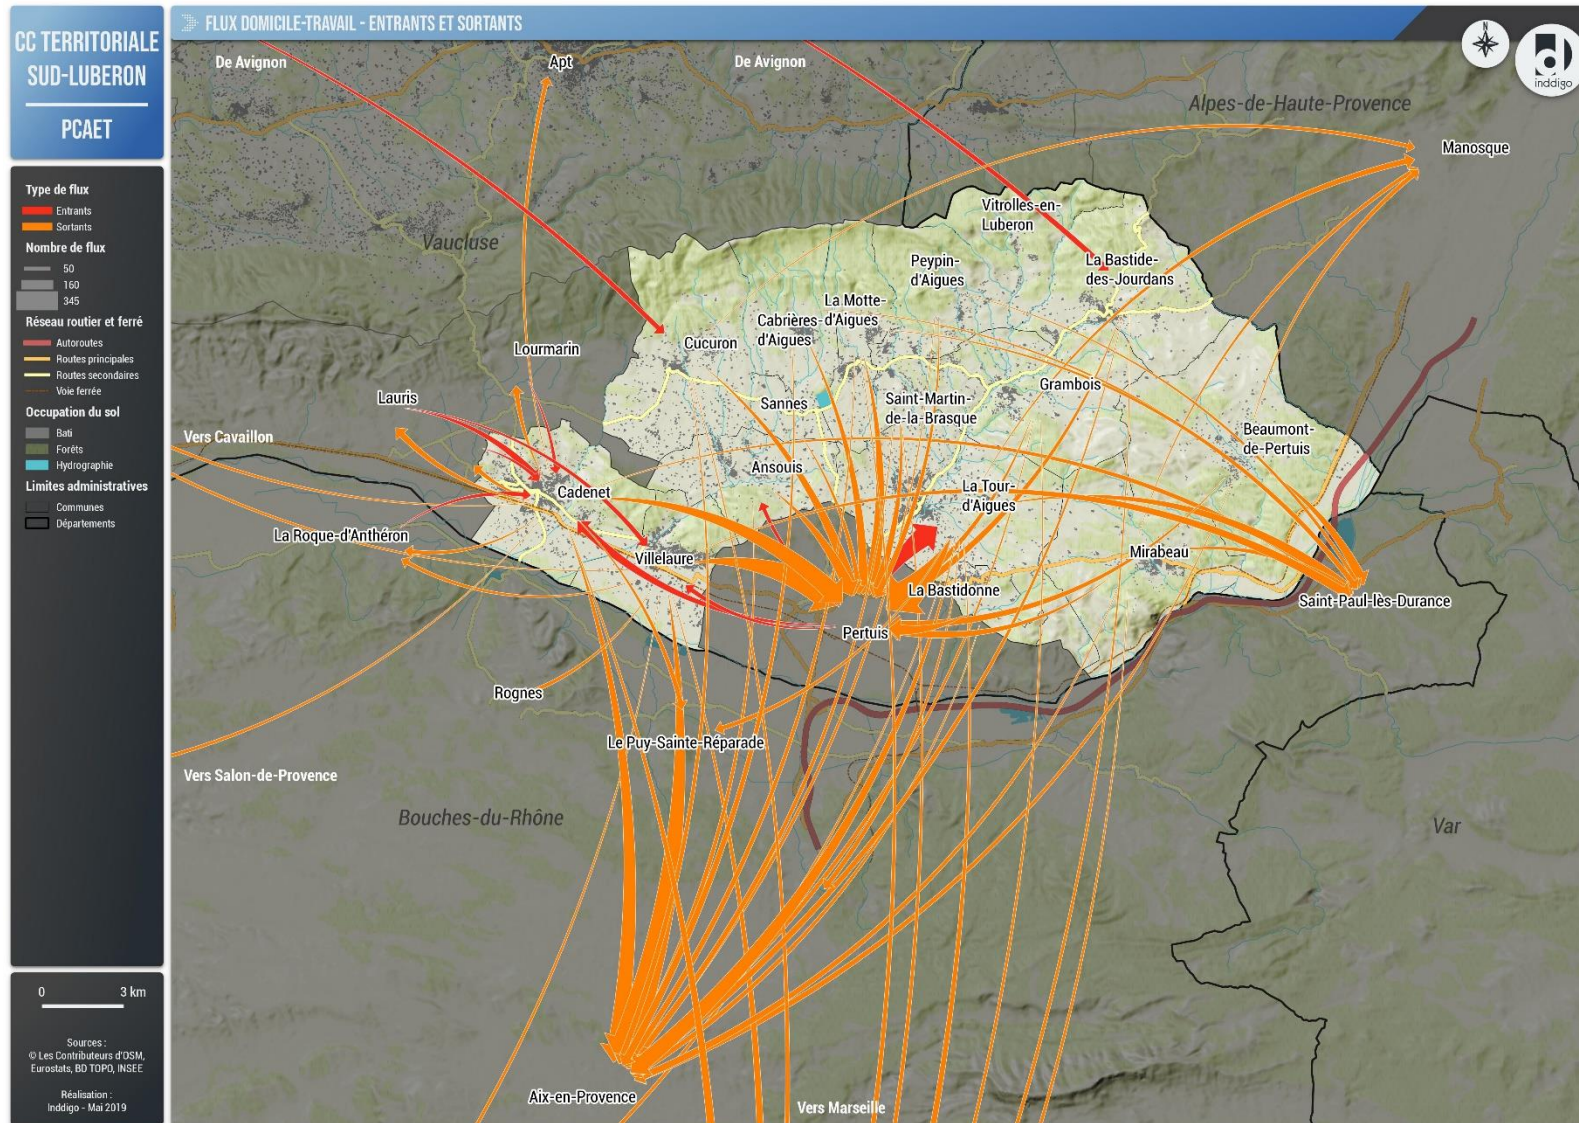 CC TERRITORIALE
SUD-LUBERON
PCAET
FLUX DOMICILE-TRAVAIL - ENTRANTS ET SORTANTS
N
inddigo
Type de flux
Entrants
Sortants
Nombre de flux
50
160
345
Réseau routier et ferré
Autoroutes
Routes principales
Routes secondaires
Voie ferrée
Occupation du sol
Bati
Forêts
Hydrographie
Limites administratives
Communes
Départements
0
3 km
Sources :
© Les Contributeurs d'OSM,
Eurostats, BD TOPO, INSEE
Réalisation :
Inddigo - Mai 2019
De Avignon
Apt
De Avignon
Alpes-de-Haute-Provence
Manosque
Vaucluse
Vitrolles-en-
Luberon
Peypin-
d'Aigues
La Bastide-
des-Jourdans
La Motte-
d'Aigues
Cabrières-
d'Aigues
Cucuron
Lourmarin
Grambois
Lauris
Sannes
Saint-Martin-
de-la-Brasque
Vers Cavaillon
Beaumont-
de-Pertuis
Ansouis
Cadenet
La Tour-
d'Aigues
La Roque-d'Anthéron
Villelaure
Mirabeau
La Bastidonne
Saint-Paul-lès-Durance
Pertuis
Rognes
Le Puy-Sainte-Réparade
Vers Salon-de-Provence
Bouches-du-Rhône
Var
Aix-en-Provence
Vers Marseille